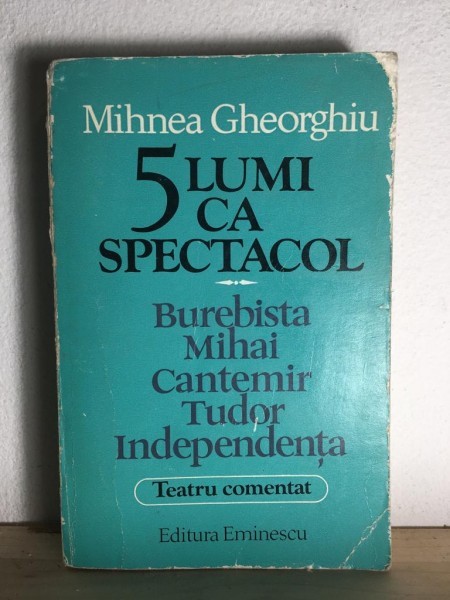 Mihnea Gheorghiu
5 LUMI
CA
SPECTACOL
Burebista
Mihai
Cantemir
Tudor
Independența
Teatru comentat
Editura Eminescu